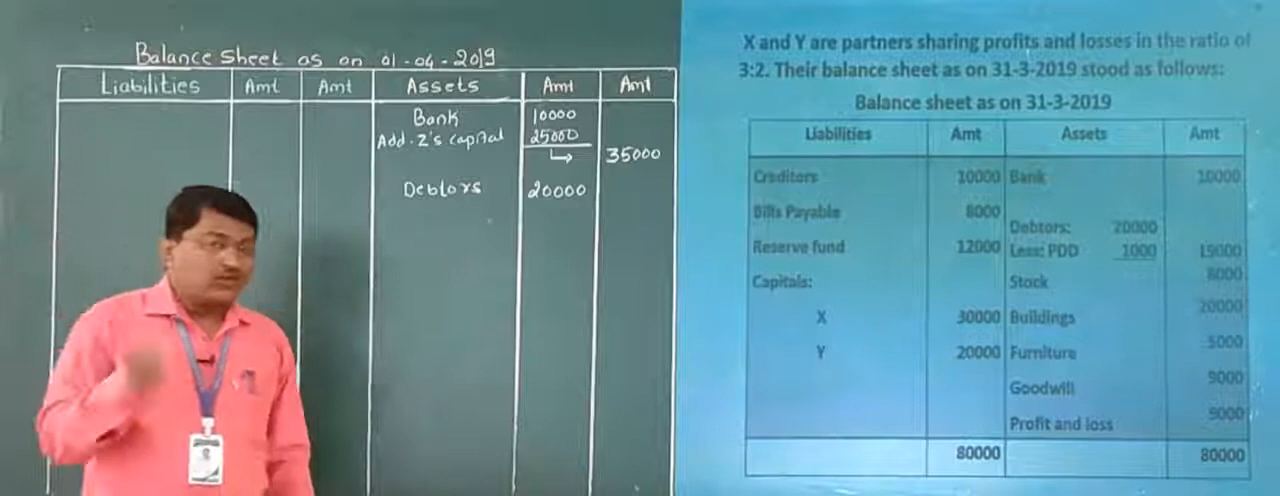 Balance sheet as on 01-04-2019
Liabilities Amt Amt Assets Amt Amt
Bank 10000
Add. Z's capital 25000
35000
Debtors 20000
X and Y are partners sharing profits and losses in the ratio of
3:2. Their balance sheet as on 31-3-2019 stood as follows:
Balance sheet as on 31-3-2019
Liabilities Amt Assets Amt
Creditors 10000 Bank 10000
Bills Payable 8000
Debtors: 20000
Reserve fund 12000 Less: PDD 1000 19000
Capitals: Stock 8000
X 30000 Buildings 20000
Y 20000 Furniture 5000
Goodwill 9000
Profit and loss 9000
80000 80000